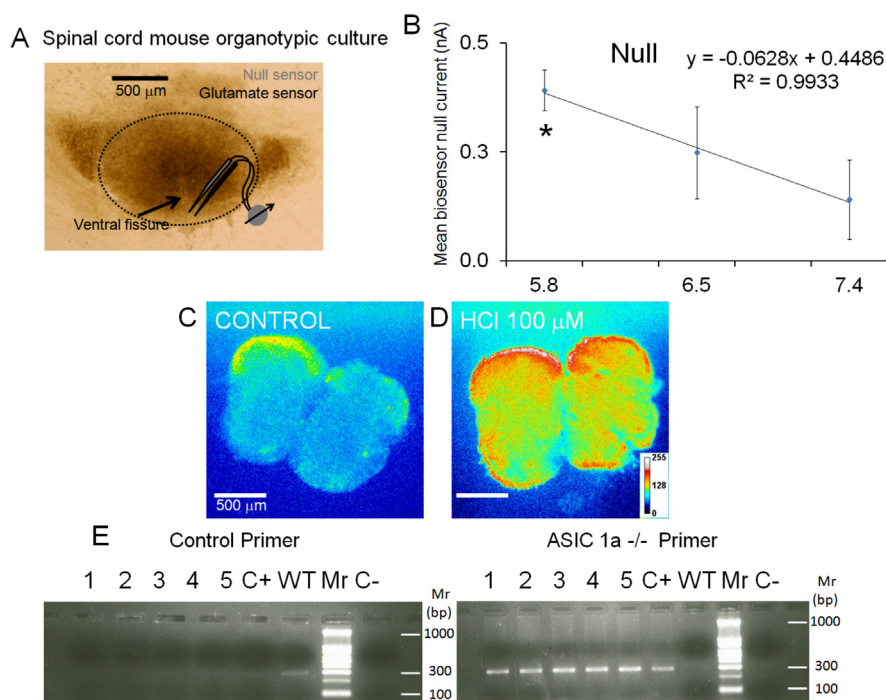 A Spinal cord mouse organotypic culture
500 μm
Null sensor
Glutamate sensor
Ventral fissure
B
Null
y = -0.0628x + 0.4486
R² = 0.9933
Mean biosensor null current (nA)
0.5
0.3
0.0
*
5.8 6.5 7.4
C CONTROL
500 μm
D HCl 100 μM
255
128
0
E
Control Primer
1 2 3 4 5 C+ WT Mr C-
Mr
(bp)
1000
300
100
ASIC 1a -/- Primer
1 2 3 4 5 C+ WT Mr C-
Mr
(bp)
1000
300
100